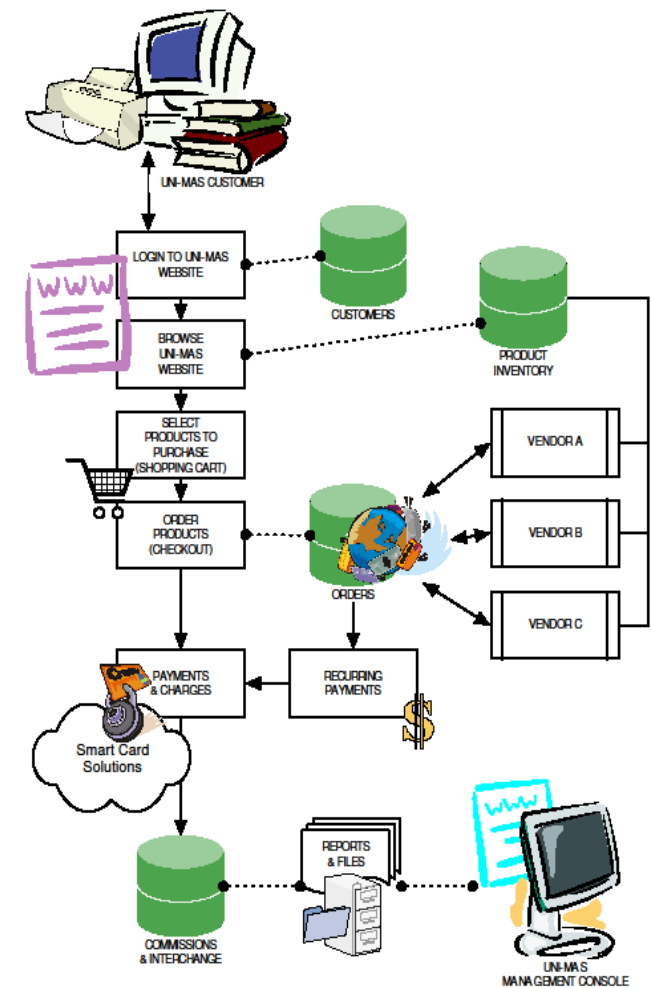 UNI-MAS CUSTOMER
LOGIN TO UNI-MAS
WEBSITE
CUSTOMERS
WWW
BROWSE
UNI-MAS
WEBSITE
PRODUCT
INVENTORY
SELECT
PRODUCTS TO
PURCHASE
(SHOPPING CART)
VENDOR A
ORDER
PRODUCTS
(CHECKOUT)
VENDOR B
ORDERS
VENDOR C
PAYMENTS
& CHARGES
RECURRING
PAYMENTS
$
Smart Card
Solutions
WWW
REPORTS
& FILES
COMMISSIONS
& INTERCHANGE
UNI-MAS
MANAGEMENT CONSOLE